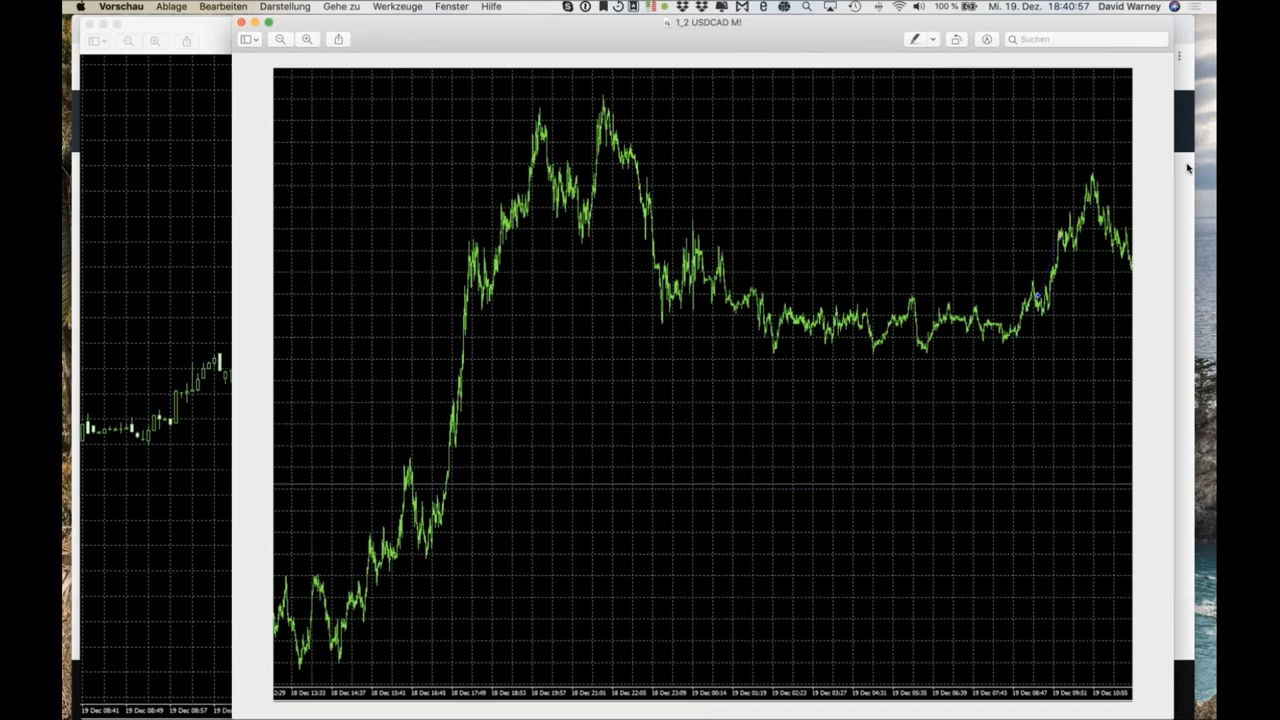 Vorschau Ablage Bearbeiten Darstellung Gehe zu Werkzeuge Fenster Hilfe 100 % Mi. 19. Dez. 18:40:57 David Warney
1_2 USDCAD M!
Suchen
2:29 18 Dec 13:33 18 Dec 14:37 18 Dec 15:41 18 Dec 16:45 18 Dec 17:49 18 Dec 18:53 18 Dec 19:57 18 Dec 21:01 18 Dec 22:05 18 Dec 23:09 19 Dec 00:14 19 Dec 01:19 19 Dec 02:23 19 Dec 03:27 19 Dec 04:31 19 Dec 05:35 19 Dec 06:39 19 Dec 07:43 19 Dec 08:47 19 Dec 09:51 19 Dec 10:55
19 Dec 08:41 19 Dec 08:49 19 Dec 08:57 19 Dec 09:05